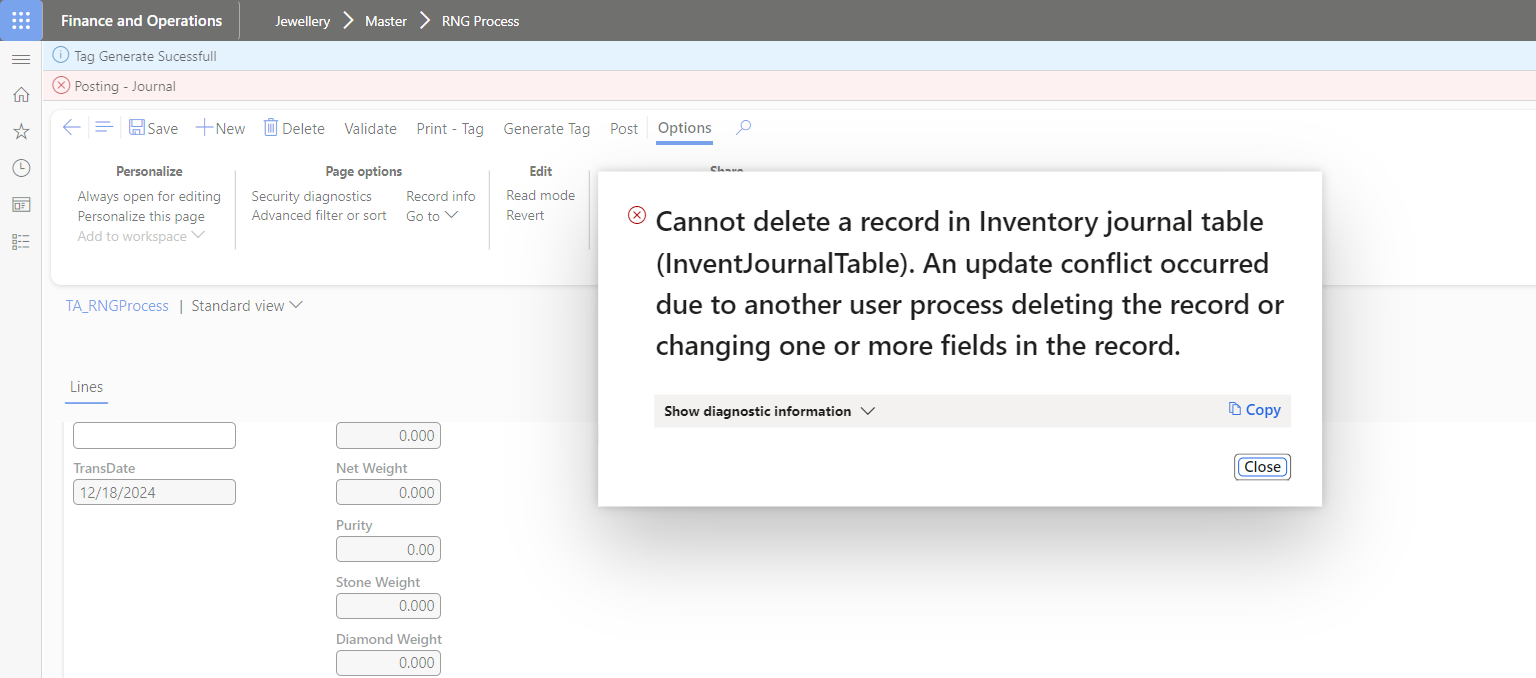 Finance and Operations
Jewellery
Master
RNG Process
Tag Generate Sucessfull
Posting - Journal
Save
New
Delete
Validate
Print - Tag
Generate Tag
Post
Options
Personalize
Always open for editing
Personalize this page
Add to workspace
Page options
Security diagnostics
Advanced filter or sort
Record info
Go to
Edit
Read mode
Revert
Share
Cannot delete a record in Inventory journal table
(InventJournalTable). An update conflict occurred
due to another user process deleting the record or
changing one or more fields in the record.
Show diagnostic information
Copy
Close
TA_RNGProcess | Standard view
Lines
TransDate
12/18/2024
0.000
Net Weight
0.000
Purity
0.00
Stone Weight
0.000
Diamond Weight
0.000